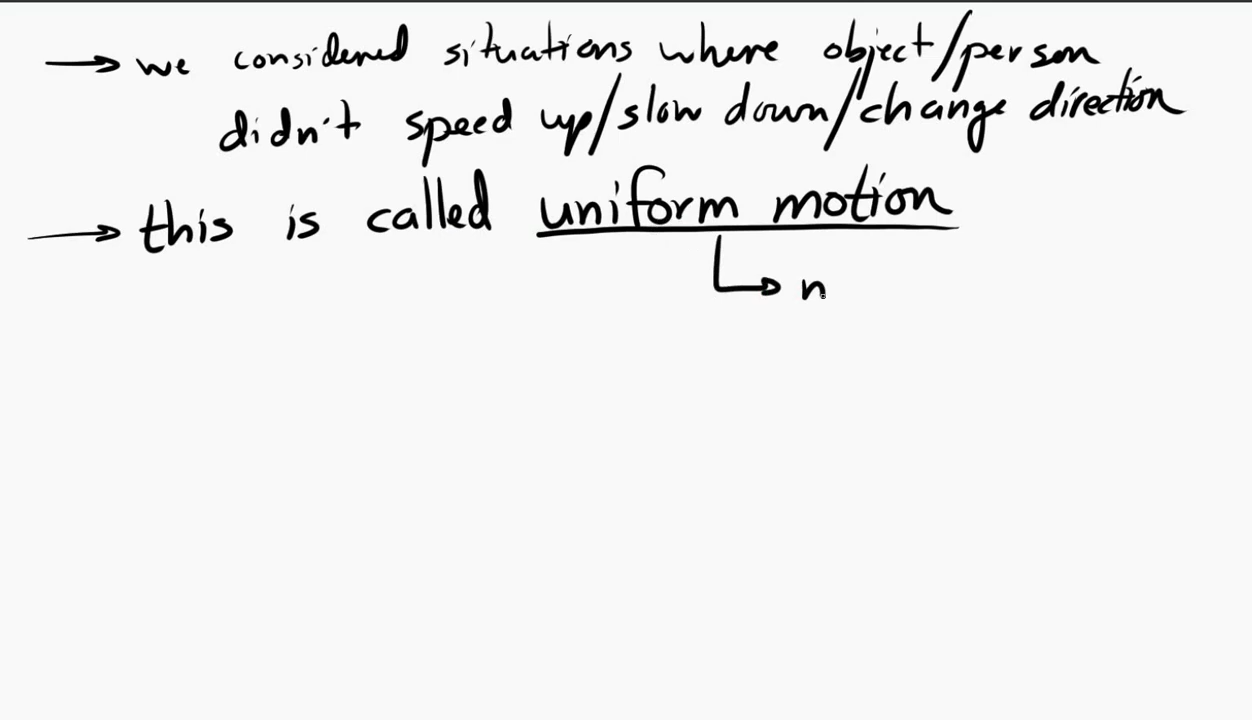 → we considered situations where object/person
didn't speed up/slow down/change direction
→ this is called uniform motion
↳ n